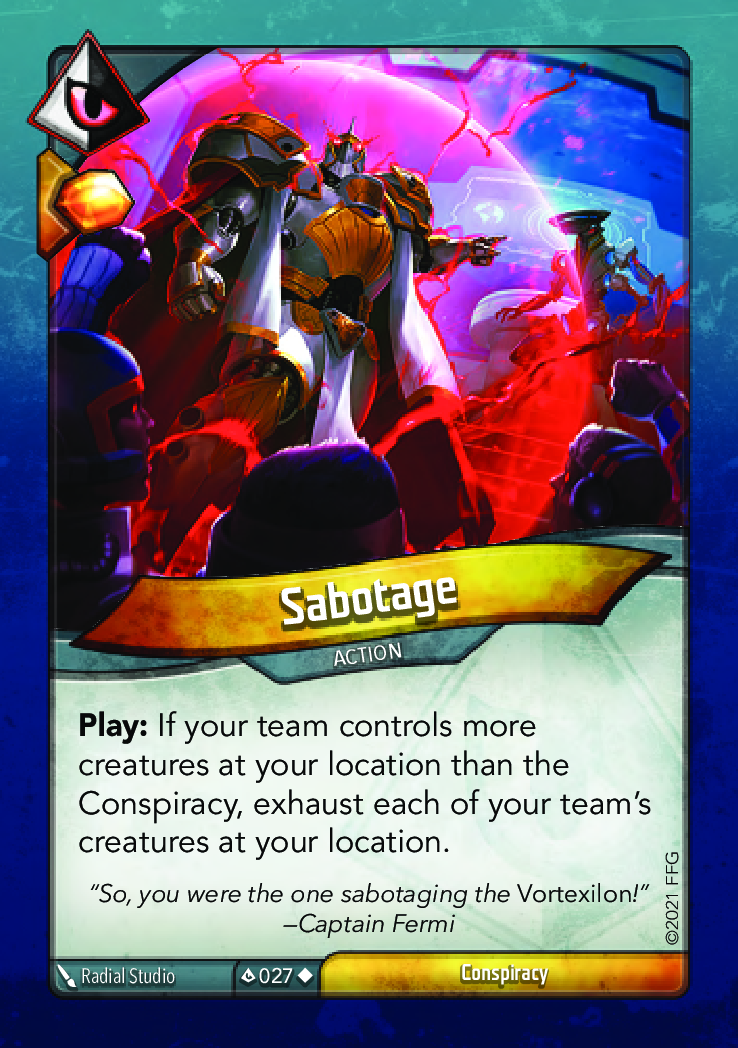 Sabotage
ACTION
Play: If your team controls more
creatures at your location than the
Conspiracy, exhaust each of your team’s
creatures at your location.
“So, you were the one sabotaging the Vortexilon!”
–Captain Fermi
©2021 FFG
Radial Studio
027
Conspiracy